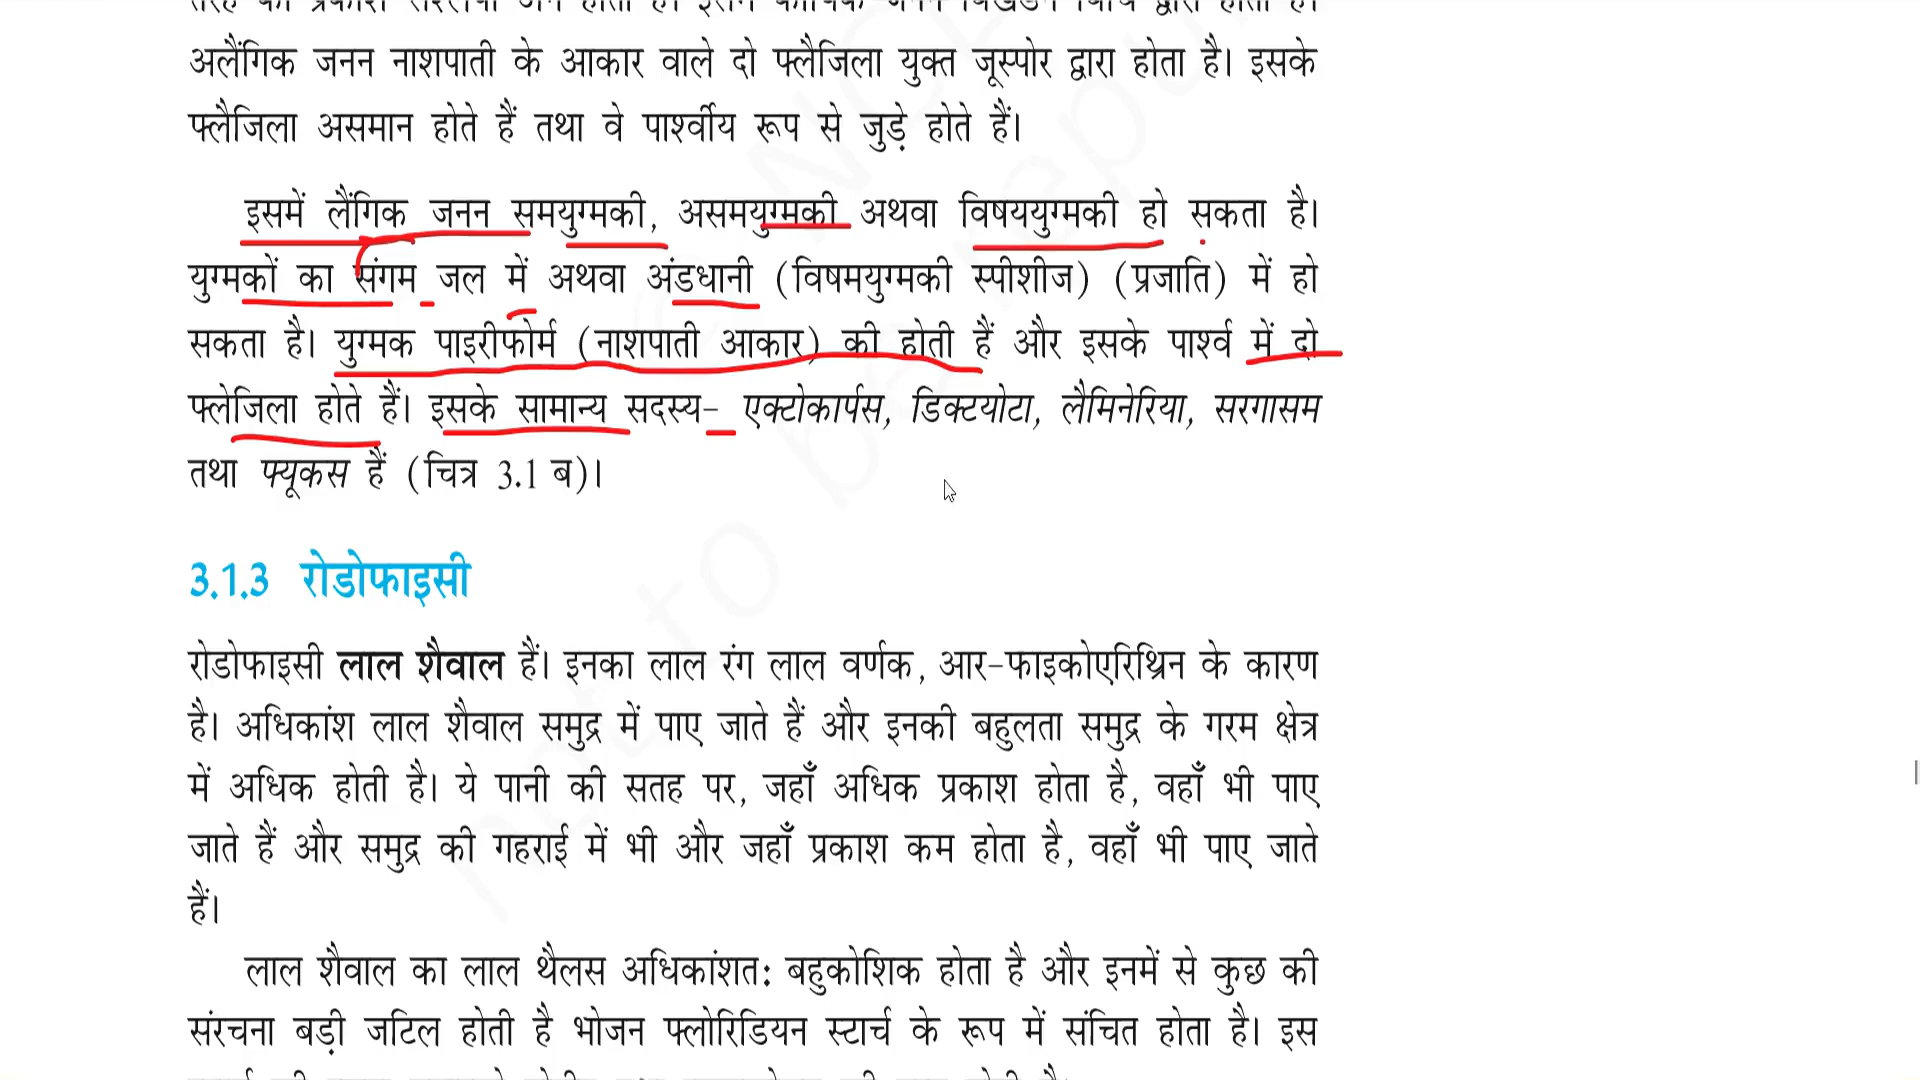 अलैंगिक जनन नाशपाती के आकार वाले दो फ्लैजिला युक्त जूस्पोर द्वारा होता है। इसके
फ्लैजिला असमान होते हैं तथा वे पार्श्वीय रूप से जुड़े होते हैं।
इसमें लैंगिक जनन समयुग्मकी, असमयुग्मकी अथवा विषययुग्मकी हो सकता है।
युग्मकों का संगम जल में अथवा अंडधानी (विषमयुग्मकी स्पीशीज) (प्रजाति) में हो
सकता है। युग्मक पाइरीफोर्म (नाशपाती आकार) की होती हैं और इसके पार्श्व में दो
फ्लेजिला होते हैं। इसके सामान्य सदस्य- एक्टोकार्पस, डिक्टयोटा, लैमिनेरिया, सरगासम
तथा फ्यूकस हैं (चित्र 3.1 ब)।
3.1.3 रोडोफाइसी
रोडोफाइसी लाल शैवाल हैं। इनका लाल रंग लाल वर्णक, आर-फाइकोएरिथ्रिन के कारण
है। अधिकांश लाल शैवाल समुद्र में पाए जाते हैं और इनकी बहुलता समुद्र के गरम क्षेत्र
में अधिक होती है। ये पानी की सतह पर, जहाँ अधिक प्रकाश होता है, वहाँ भी पाए
जाते हैं और समुद्र की गहराई में भी और जहाँ प्रकाश कम होता है, वहाँ भी पाए जाते
हैं।
लाल शैवाल का लाल थैलस अधिकांशत: बहुकोशिक होता है और इनमें से कुछ की
संरचना बड़ी जटिल होती है भोजन फ्लोरिडियन स्टार्च के रूप में संचित होता है। इस